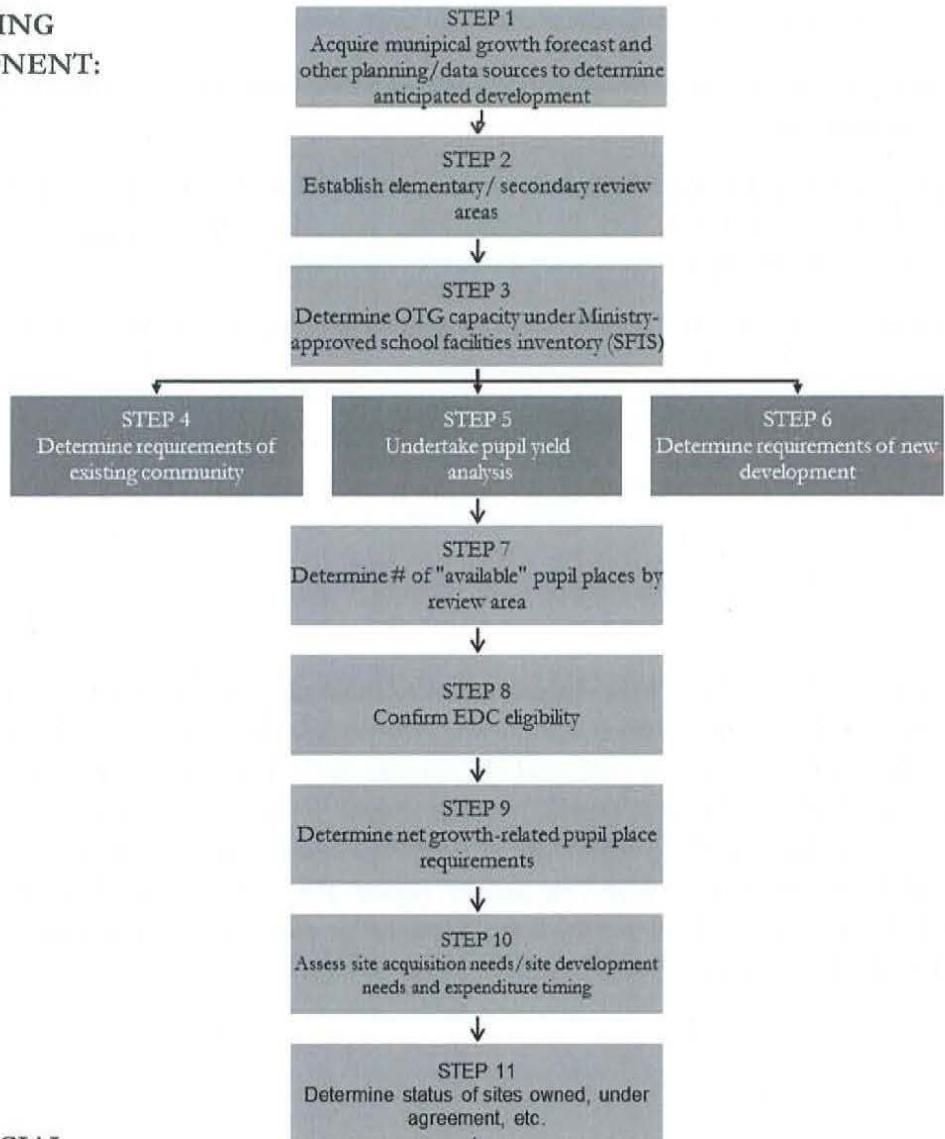 ING
NENT:
STEP 1
Acquire munipical growth forecast and
other planning/data sources to determine
anticipated development
STEP 2
Establish elementary/ secondary review
areas
STEP 3
Determine OTG capacity under Ministry-
approved school facilities inventory (SFIS)
STEP 4
Determine requirements of
existing community
STEP 5
Undertake pupil yield
analysis
STEP 6
Determine requirements of new
development
STEP 7
Determine # of "available" pupil places by
review area
STEP 8
Confirm EDC eligibility
STEP 9
Determine net growth-related pupil place
requirements
STEP 10
Assess site acquisition needs/site development
needs and expenditure timing
STEP 11
Determine status of sites owned, under
agreement, etc.